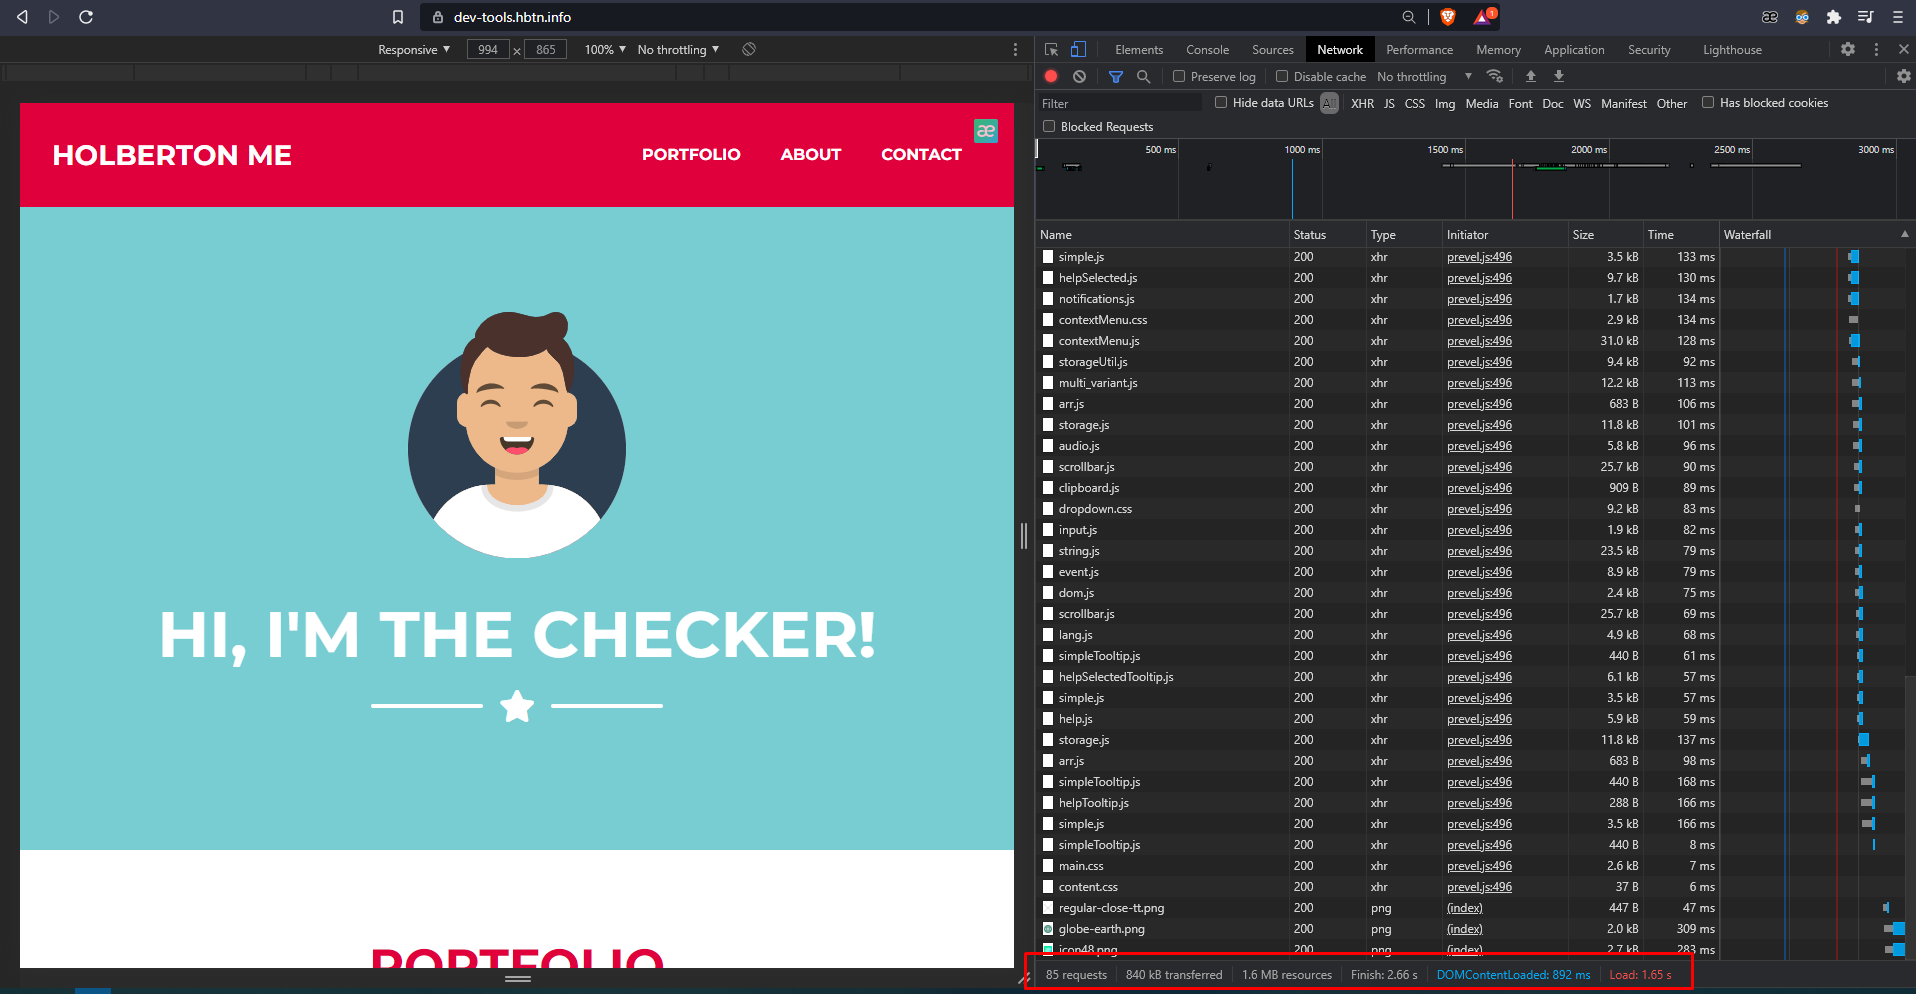 dev-tools.hbtn.info
1
Responsive ▼ 994 × 865 100% ▼ No throttling ▼
Elements Console Sources Network Performance Memory Application Security Lighthouse
Preserve log Disable cache No throttling ▼
Filter Hide data URLs All XHR JS CSS Img Media Font Doc WS Manifest Other Has blocked cookies
Blocked Requests
500 ms 1000 ms 1500 ms 2000 ms 2500 ms 3000 ms
HOLBERTON ME PORTFOLIO ABOUT CONTACT
æ
HI, I'M THE CHECKER!
PORTFOLIO
Name Status Type Initiator Size Time Waterfall
simple.js 200 xhr prevel.js:496 3.5 kB 133 ms
helpSelected.js 200 xhr prevel.js:496 9.7 kB 130 ms
notifications.js 200 xhr prevel.js:496 1.7 kB 134 ms
contextMenu.css 200 xhr prevel.js:496 2.9 kB 134 ms
contextMenu.js 200 xhr prevel.js:496 31.0 kB 128 ms
storageUtil.js 200 xhr prevel.js:496 9.4 kB 92 ms
multi_variant.js 200 xhr prevel.js:496 12.2 kB 113 ms
arr.js 200 xhr prevel.js:496 683 B 106 ms
storage.js 200 xhr prevel.js:496 11.8 kB 101 ms
audio.js 200 xhr prevel.js:496 5.8 kB 96 ms
scrollbar.js 200 xhr prevel.js:496 25.7 kB 90 ms
clipboard.js 200 xhr prevel.js:496 909 B 89 ms
dropdown.css 200 xhr prevel.js:496 9.2 kB 83 ms
input.js 200 xhr prevel.js:496 1.9 kB 82 ms
string.js 200 xhr prevel.js:496 23.5 kB 79 ms
event.js 200 xhr prevel.js:496 8.9 kB 79 ms
dom.js 200 xhr prevel.js:496 2.4 kB 75 ms
scrollbar.js 200 xhr prevel.js:496 25.7 kB 69 ms
lang.js 200 xhr prevel.js:496 4.9 kB 68 ms
simpleTooltip.js 200 xhr prevel.js:496 440 B 61 ms
helpSelectedTooltip.js 200 xhr prevel.js:496 6.1 kB 57 ms
simple.js 200 xhr prevel.js:496 3.5 kB 57 ms
help.js 200 xhr prevel.js:496 5.9 kB 59 ms
storage.js 200 xhr prevel.js:496 11.8 kB 137 ms
arr.js 200 xhr prevel.js:496 683 B 98 ms
simpleTooltip.js 200 xhr prevel.js:496 440 B 168 ms
helpTooltip.js 200 xhr prevel.js:496 288 B 166 ms
simple.js 200 xhr prevel.js:496 3.5 kB 166 ms
simpleTooltip.js 200 xhr prevel.js:496 440 B 8 ms
main.css 200 xhr prevel.js:496 2.6 kB 7 ms
content.css 200 xhr prevel.js:496 37 B 6 ms
regular-close-tt.png 200 png (index) 447 B 47 ms
globe-earth.png 200 png (index) 2.0 kB 309 ms
icon48.png 200 png (index) 2.7 kB 283 ms
85 requests 840 kB transferred 1.6 MB resources Finish: 2.66 s DOMContentLoaded: 892 ms Load: 1.65 s